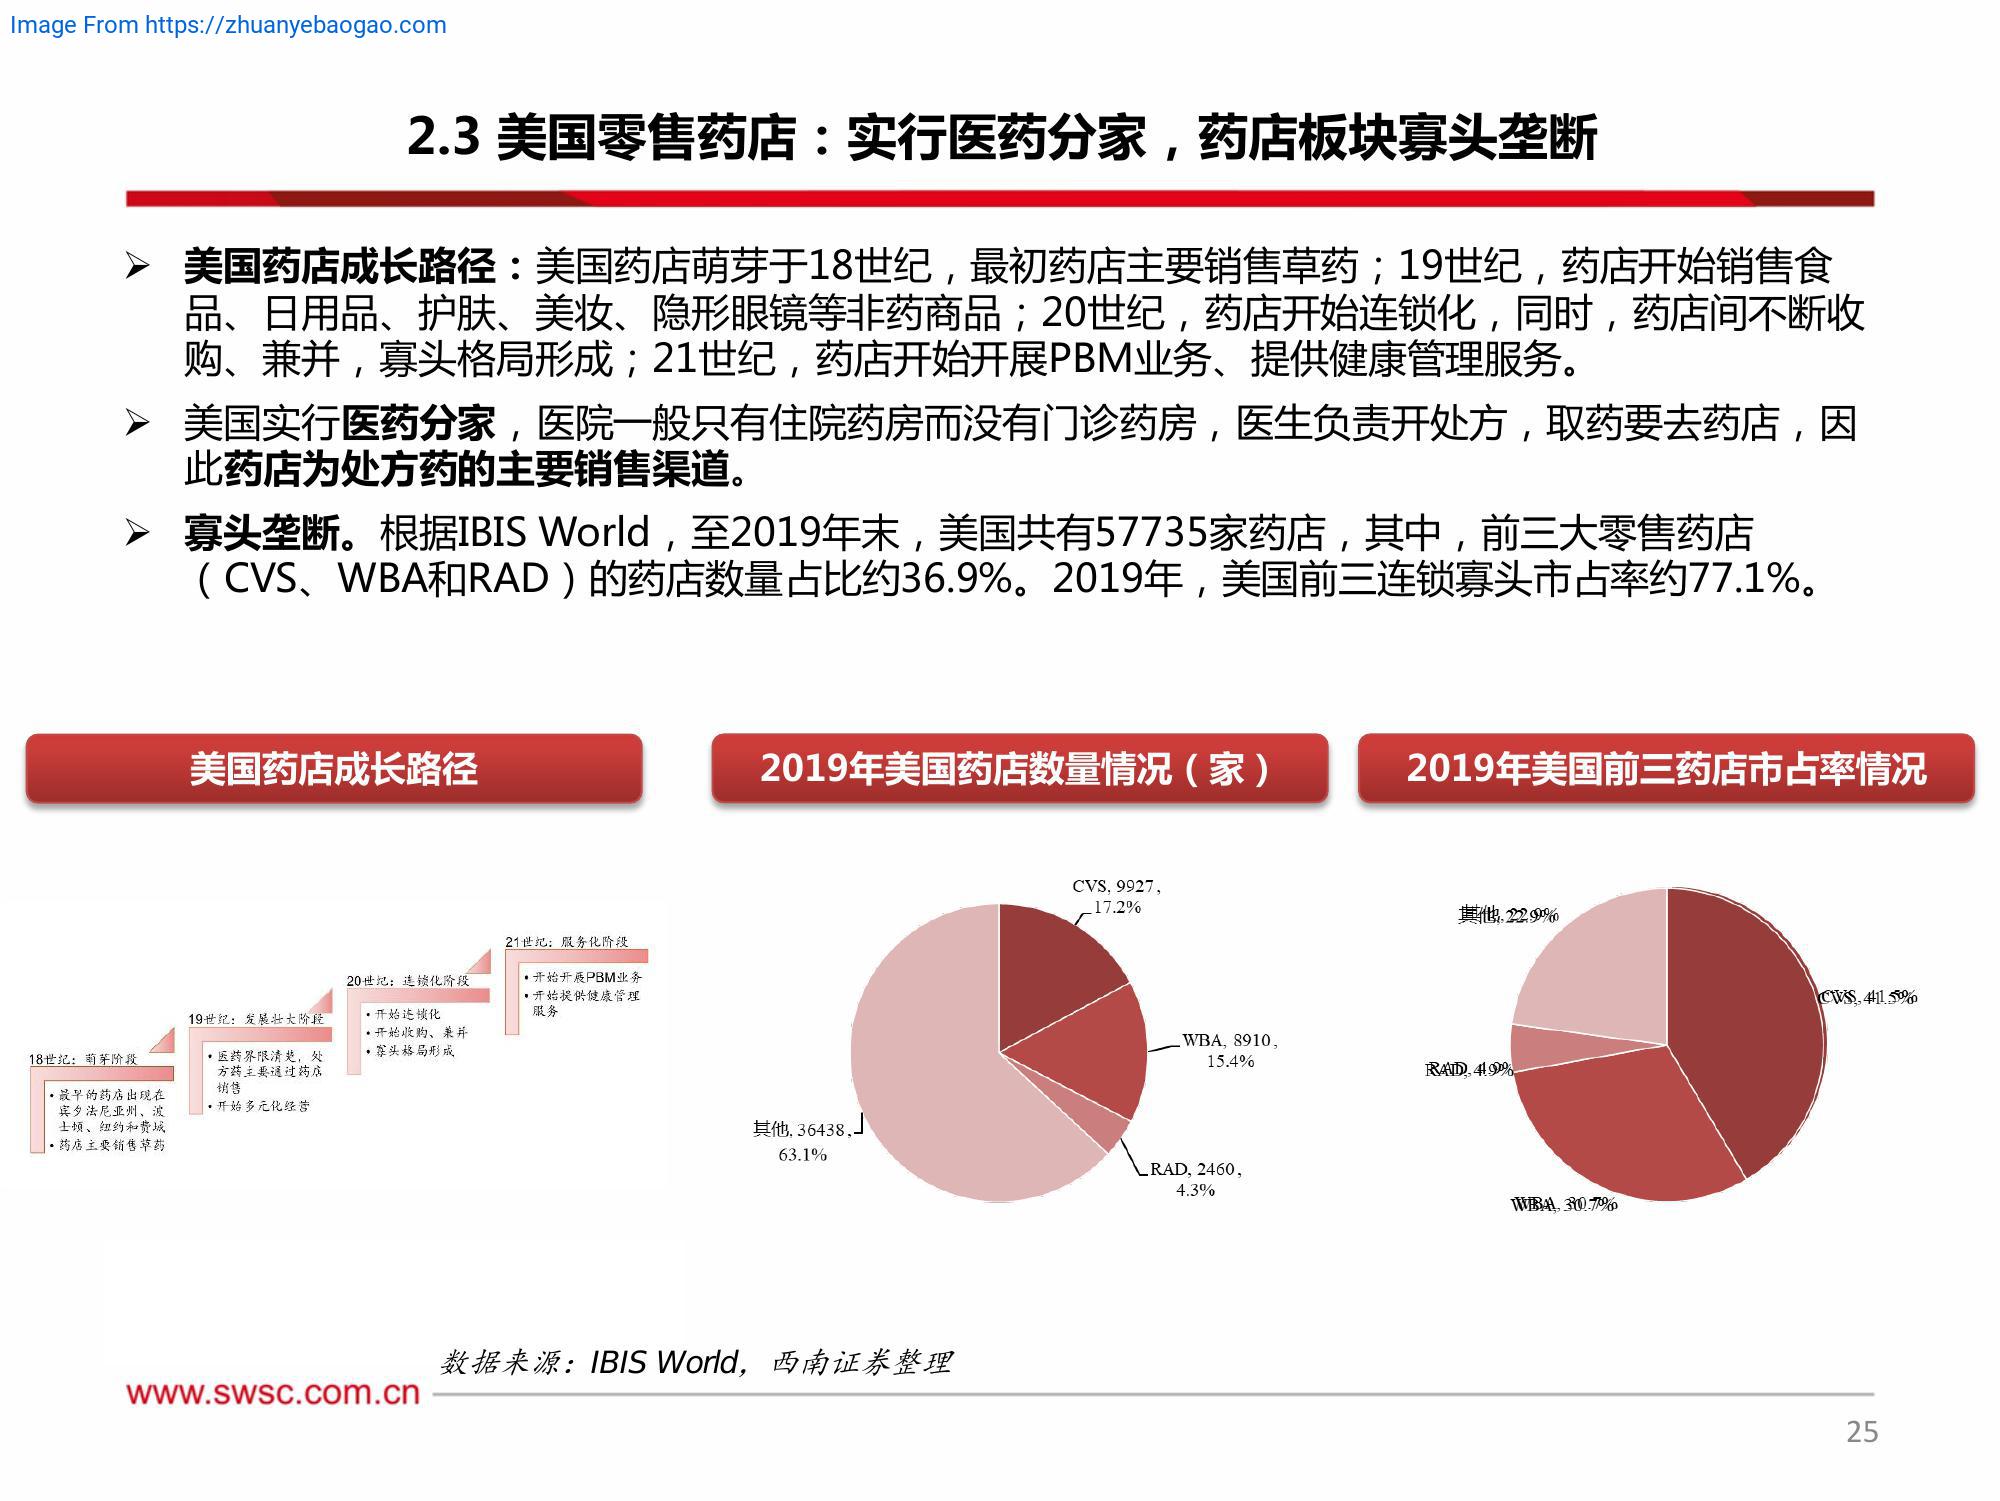 Image From https://zhuanyebaogao.com
2.3 美国零售药店：实行医药分家，药店板块寡头垄断
➢ 美国药店成长路径：美国药店萌芽于18世纪，最初药店主要销售草药；19世纪，药店开始销售食
品、日用品、护肤、美妆、隐形眼镜等非药商品；20世纪，药店开始连锁化，同时，药店间不断收
购、兼并，寡头格局形成；21世纪，药店开始开展PBM业务、提供健康管理服务。
➢ 美国实行医药分家，医院一般只有住院药房而没有门诊药房，医生负责开处方，取药要去药店，因
此药店为处方药的主要销售渠道。
➢ 寡头垄断。根据IBIS World，至2019年末，美国共有57735家药店，其中，前三大零售药店
（CVS、WBA和RAD）的药店数量占比约36.9%。2019年，美国前三连锁寡头市占率约77.1%。
美国药店成长路径
18世纪：萌芽阶段
•最早的药店出现在
宾夕法尼亚州、波
士顿、纽约和费城
•药店主要销售草药
19世纪：发展壮大阶段
•医药界限清楚，处
方药主要通过药店
销售
•开始多元化经营
20世纪：连锁化阶段
•开始连锁化
•开始收购、兼并
•寡头格局形成
21世纪：服务化阶段
•开始开展PBM业务
•开始提供健康管理
服务
2019年美国药店数量情况（家）
CVS, 9927,
17.2%
WBA, 8910,
15.4%
RAD, 2460,
4.3%
其他, 36438,
63.1%
2019年美国前三药店市占率情况
其他, 22.9%
CVS, 41.5%
RAD, 4.9%
WBA, 30.7%
数据来源：IBIS World，西南证券整理
www.swsc.com.cn
25